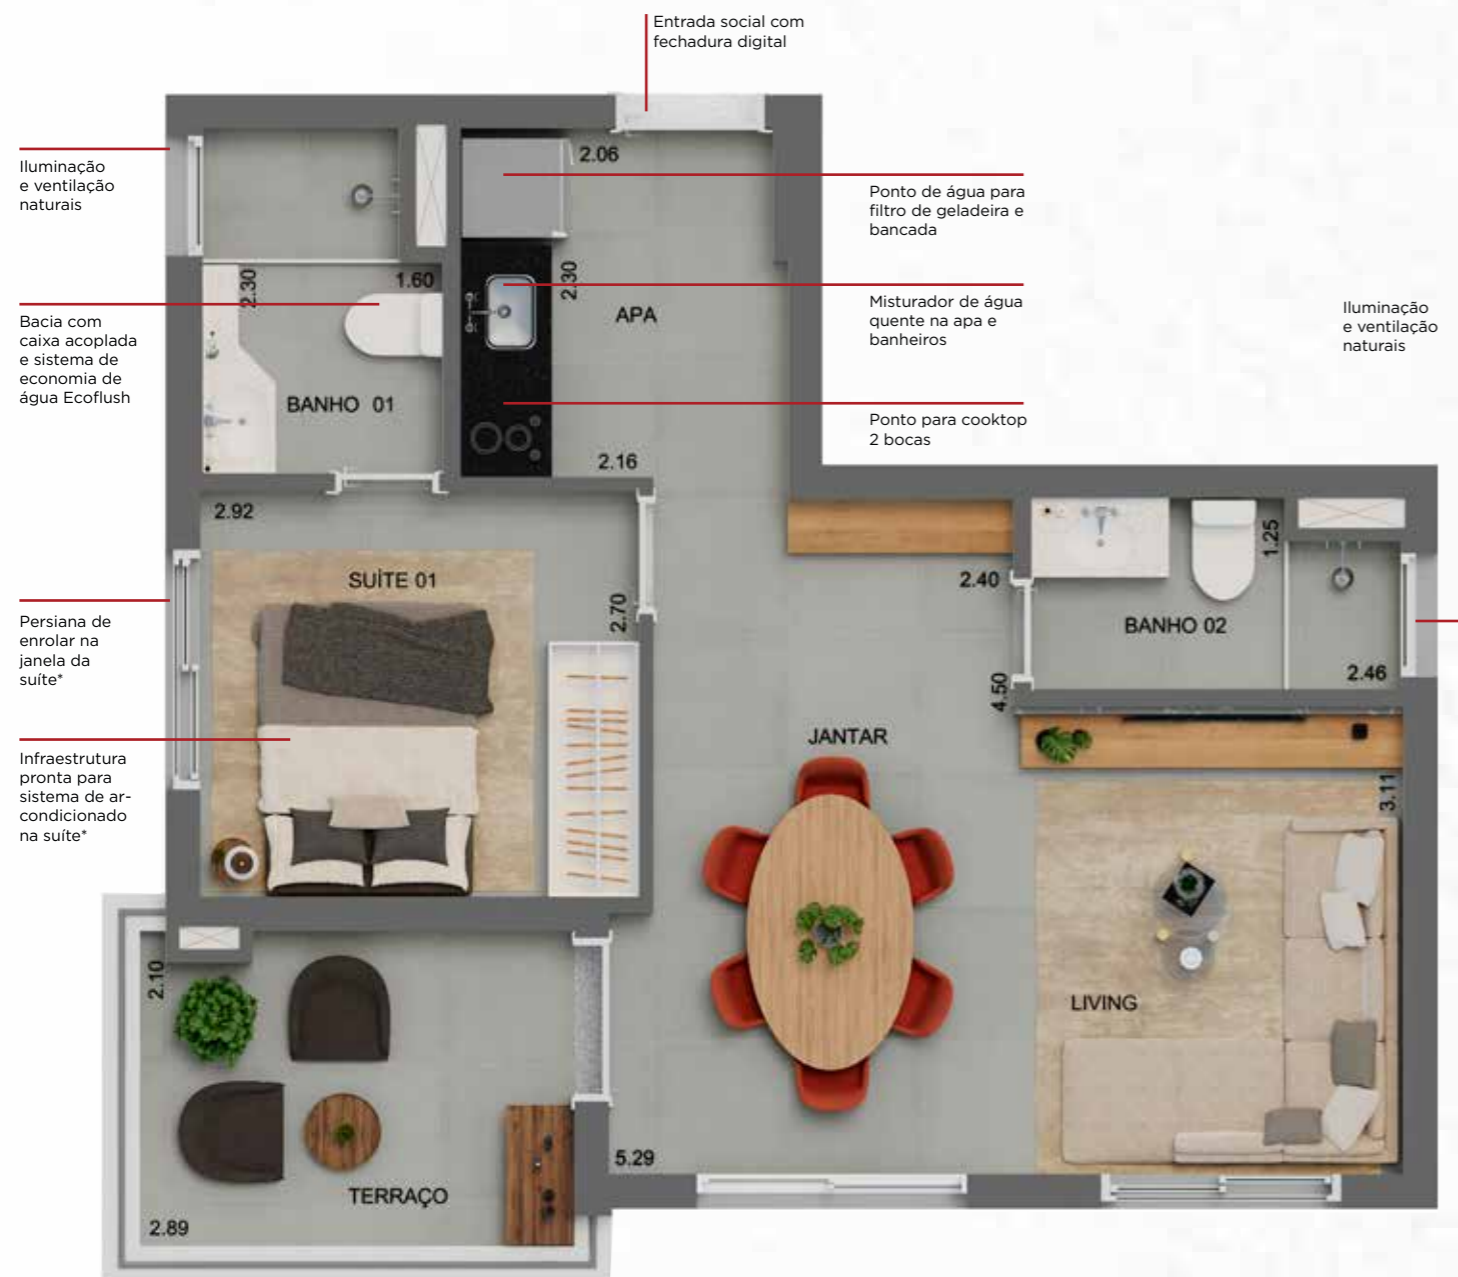 Entrada social com
fechadura digital
Iluminação
e ventilação
naturais
2.06
Ponto de água para
filtro de geladeira e
bancada
2.30
1.60
2.30
APA
Misturador de água
quente na apa e
banheiros
Iluminação
e ventilação
naturais
Bacia com
caixa acoplada
e sistema de
economia de
água Ecoflush
BANHO 01
Ponto para cooktop
2 bocas
2.16
2.92
1.25
SUÍTE 01
2.40
Persiana de
enrolar na
janela da
suíte*
2.70
BANHO 02
2.46
4.50
JANTAR
Infraestrutura
pronta para
sistema de ar-
condicionado
na suíte*
3.11
2.10
LIVING
5.29
TERRAÇO
2.89